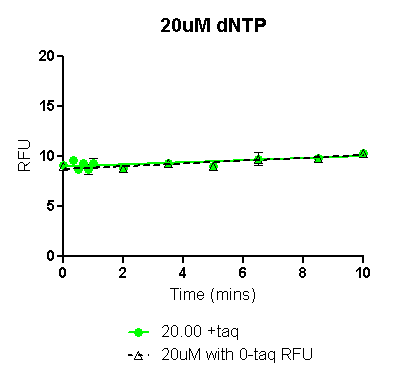 20uM dNTP
20
15
10
5
0
RFU
0 2 4 6 8 10
Time (mins)
20.00 +taq
20uM with 0-taq RFU